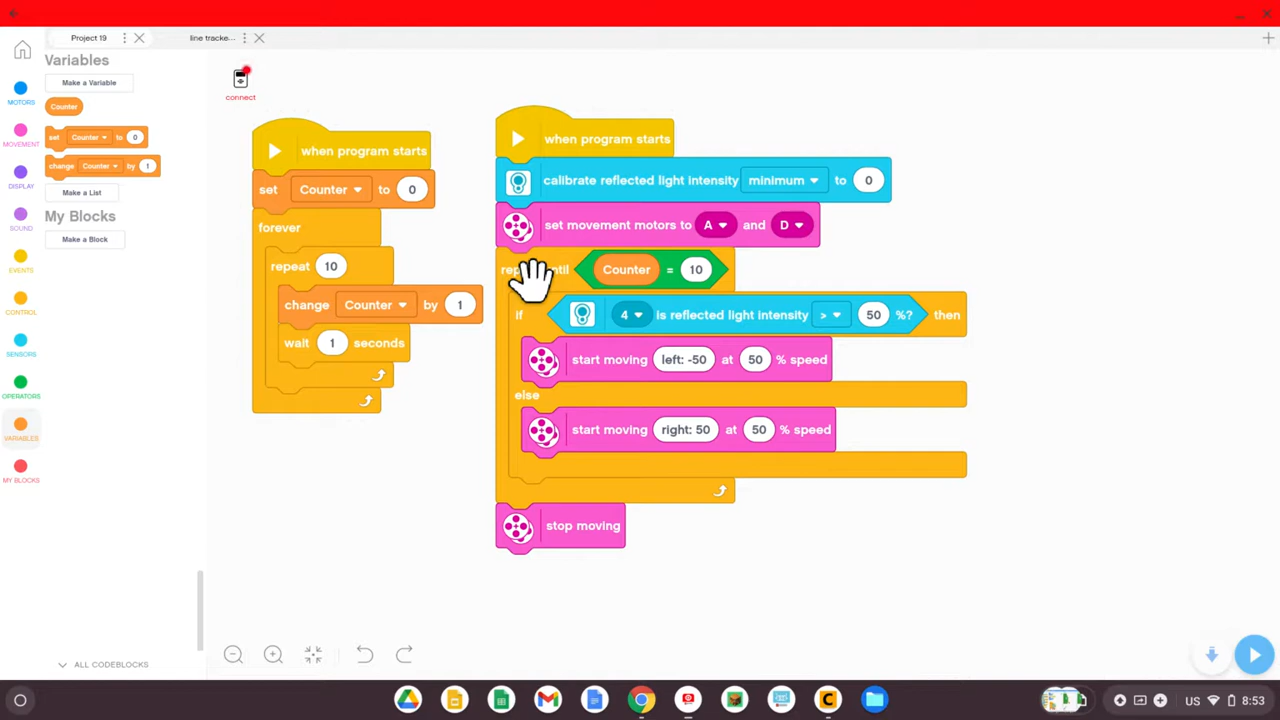 Project 19
line tracke...
Variables
Make a Variable
Counter
set Counter to 0
change Counter by 1
Make a List
My Blocks
Make a Block
MOTORS
MOVEMENT
DISPLAY
SOUND
EVENTS
CONTROL
SENSORS
OPERATORS
VARIABLES
MY BLOCKS
ALL CODEBLOCKS
connect
when program starts
set Counter to 0
forever
repeat 10
change Counter by 1
wait 1 seconds
when program starts
calibrate reflected light intensity minimum to 0
set movement motors to A and D
Counter = 10
if 4 is reflected light intensity > 50 %? then
start moving left: -50 at 50 % speed
else
start moving right: 50 at 50 % speed
stop moving
US 8:53